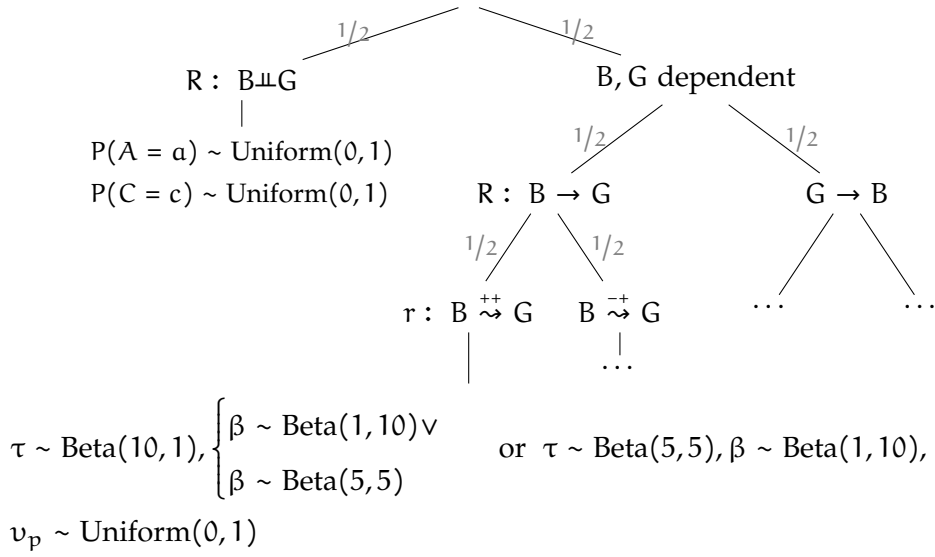 1/2 1/2
R : B⫫G B, G dependent
P(A = a) ~ Uniform(0, 1) 1/2 1/2
P(C = c) ~ Uniform(0, 1) R : B → G G → B
1/2 1/2
r : B ⤳++ G B ⤳−+ G ... ...
...
τ ~ Beta(10, 1), { β ~ Beta(1, 10) ∨
β ~ Beta(5, 5)
or τ ~ Beta(5, 5), β ~ Beta(1, 10),
υₚ ~ Uniform(0, 1)